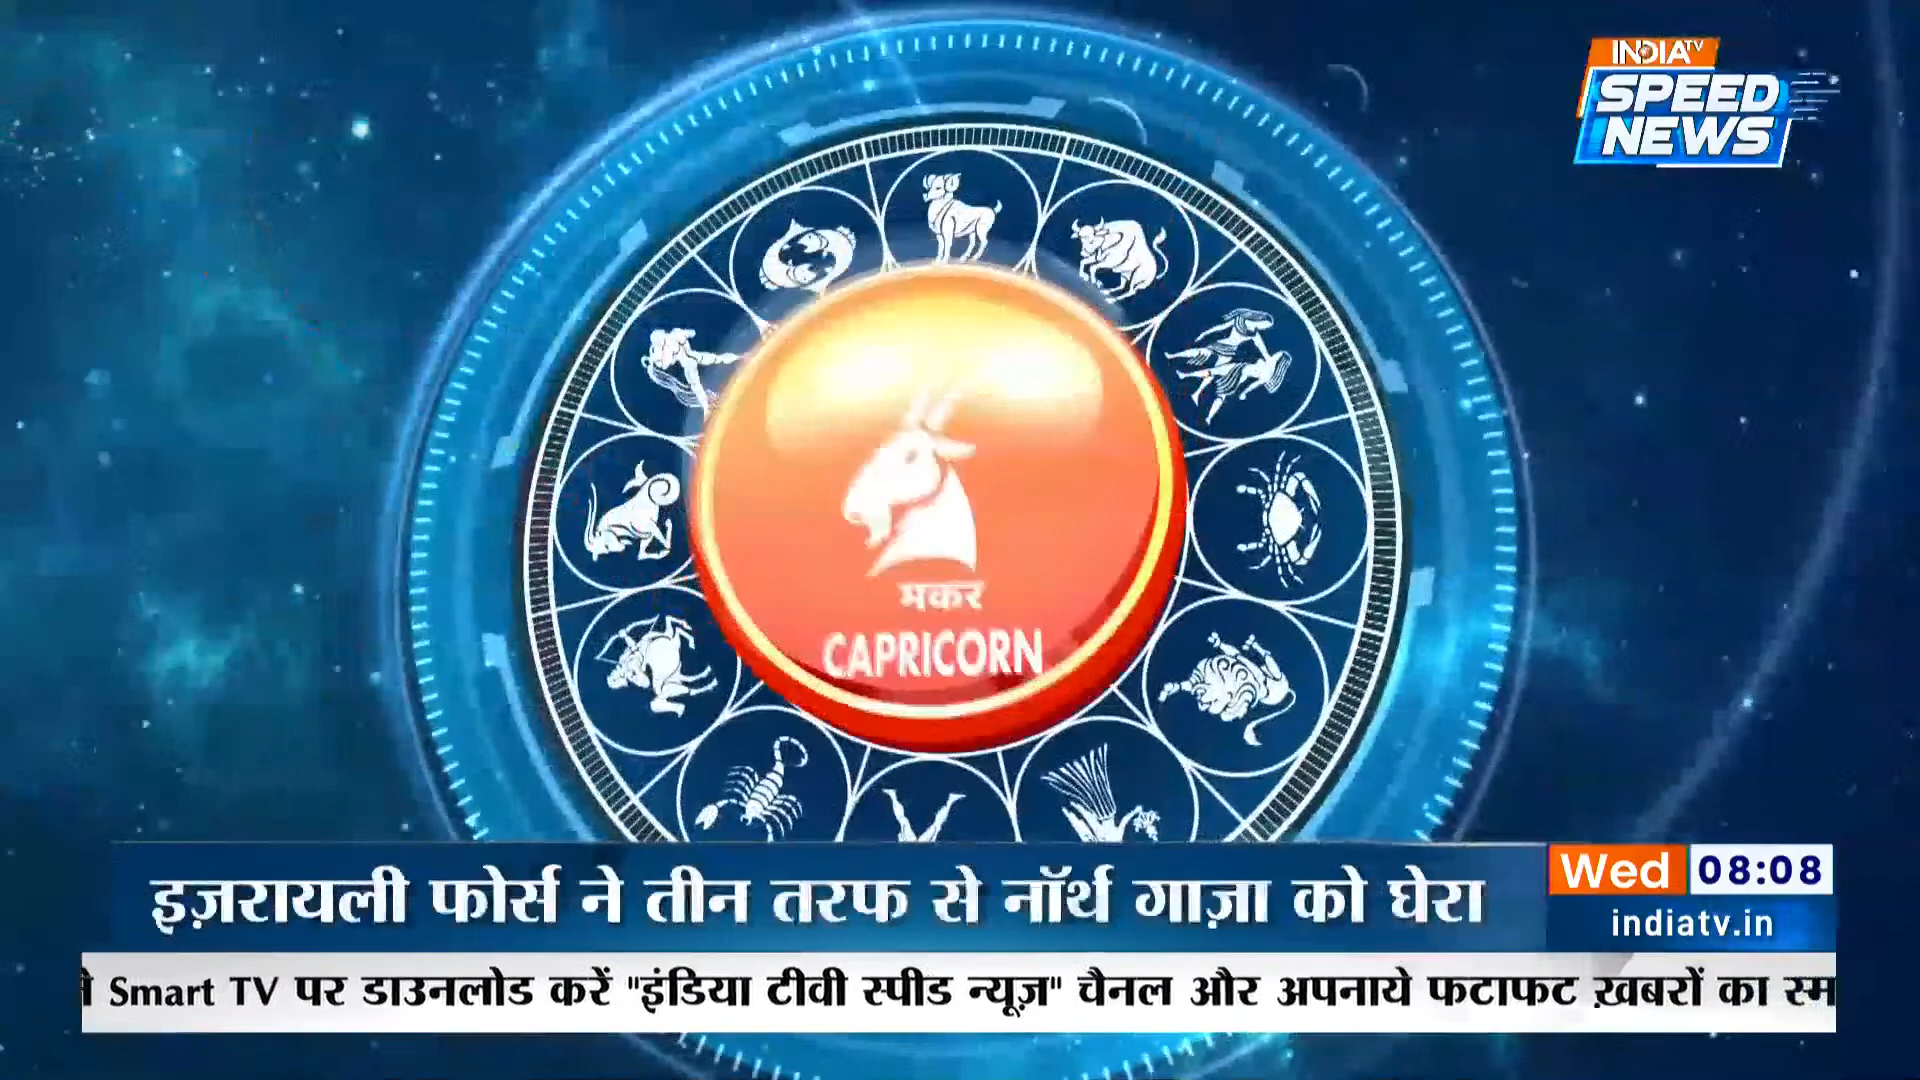 INDIA TV
SPEED
NEWS
मकर
CAPRICORN
इज़रायली फोर्स ने तीन तरफ से नॉर्थ गाज़ा को घेरा
Wed 08:08
indiatv.in
Smart TV पर डाउनलोड करें "इंडिया टीवी स्पीड न्यूज़" चैनल और अपनाये फटाफट ख़बरों का